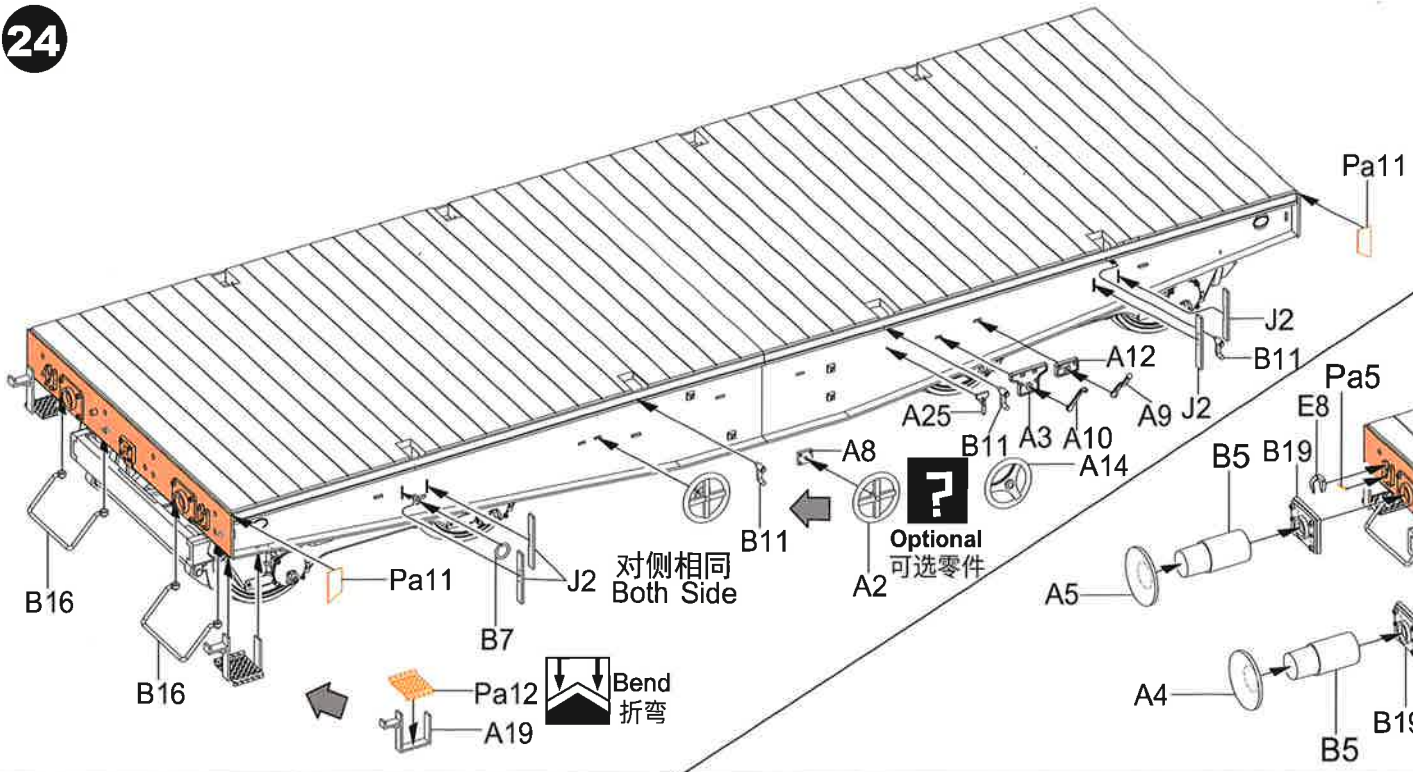 24
Pa11
J2
B11
A12
A9
J2
Pa5
E8
A25
B11
A3
A10
B5
B19
A8
A14
?
Optional
可选零件
B11
A2
对侧相同
Both Side
J2
Pa11
B16
B7
A5
B16
Pa12
Bend
折弯
A19
A4
B19
B5